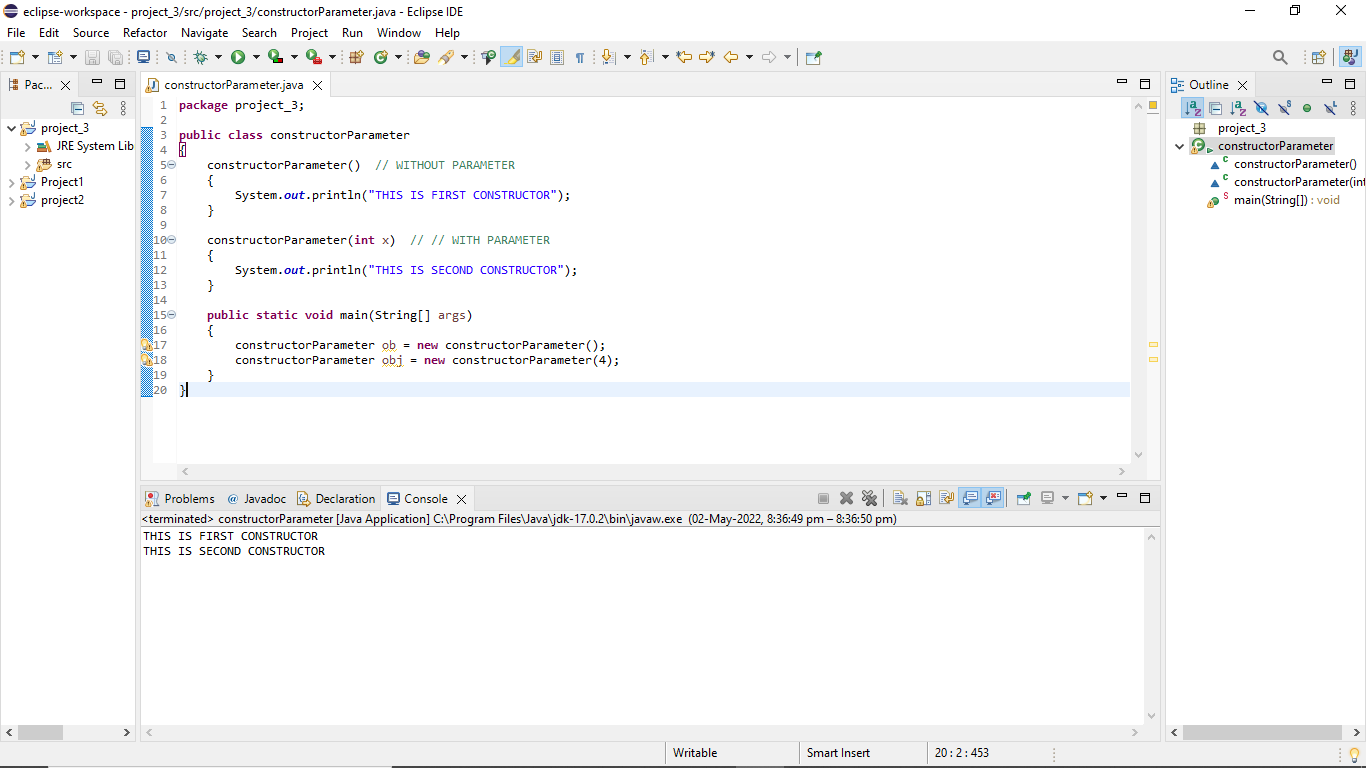 eclipse-workspace - project_3/src/project_3/constructorParameter.java - Eclipse IDE
File Edit Source Refactor Navigate Search Project Run Window Help
Pac...
constructorParameter.java
Outline
project_3
JRE System Lib
src
Project1
project2
1 package project_3;
2
3 public class constructorParameter
4 {
5 constructorParameter() // WITHOUT PARAMETER
6 {
7 System.out.println("THIS IS FIRST CONSTRUCTOR");
8 }
9
10 constructorParameter(int x) // // WITH PARAMETER
11 {
12 System.out.println("THIS IS SECOND CONSTRUCTOR");
13 }
14
15 public static void main(String[] args)
16 {
17 constructorParameter ob = new constructorParameter();
18 constructorParameter obj = new constructorParameter(4);
19 }
20 }
project_3
constructorParameter
constructorParameter()
constructorParameter(int
main(String[]) : void
Problems @ Javadoc Declaration Console
<terminated> constructorParameter [Java Application] C:\Program Files\Java\jdk-17.0.2\bin\javaw.exe (02-May-2022, 8:36:49 pm – 8:36:50 pm)
THIS IS FIRST CONSTRUCTOR
THIS IS SECOND CONSTRUCTOR
Writable Smart Insert 20 : 2 : 453